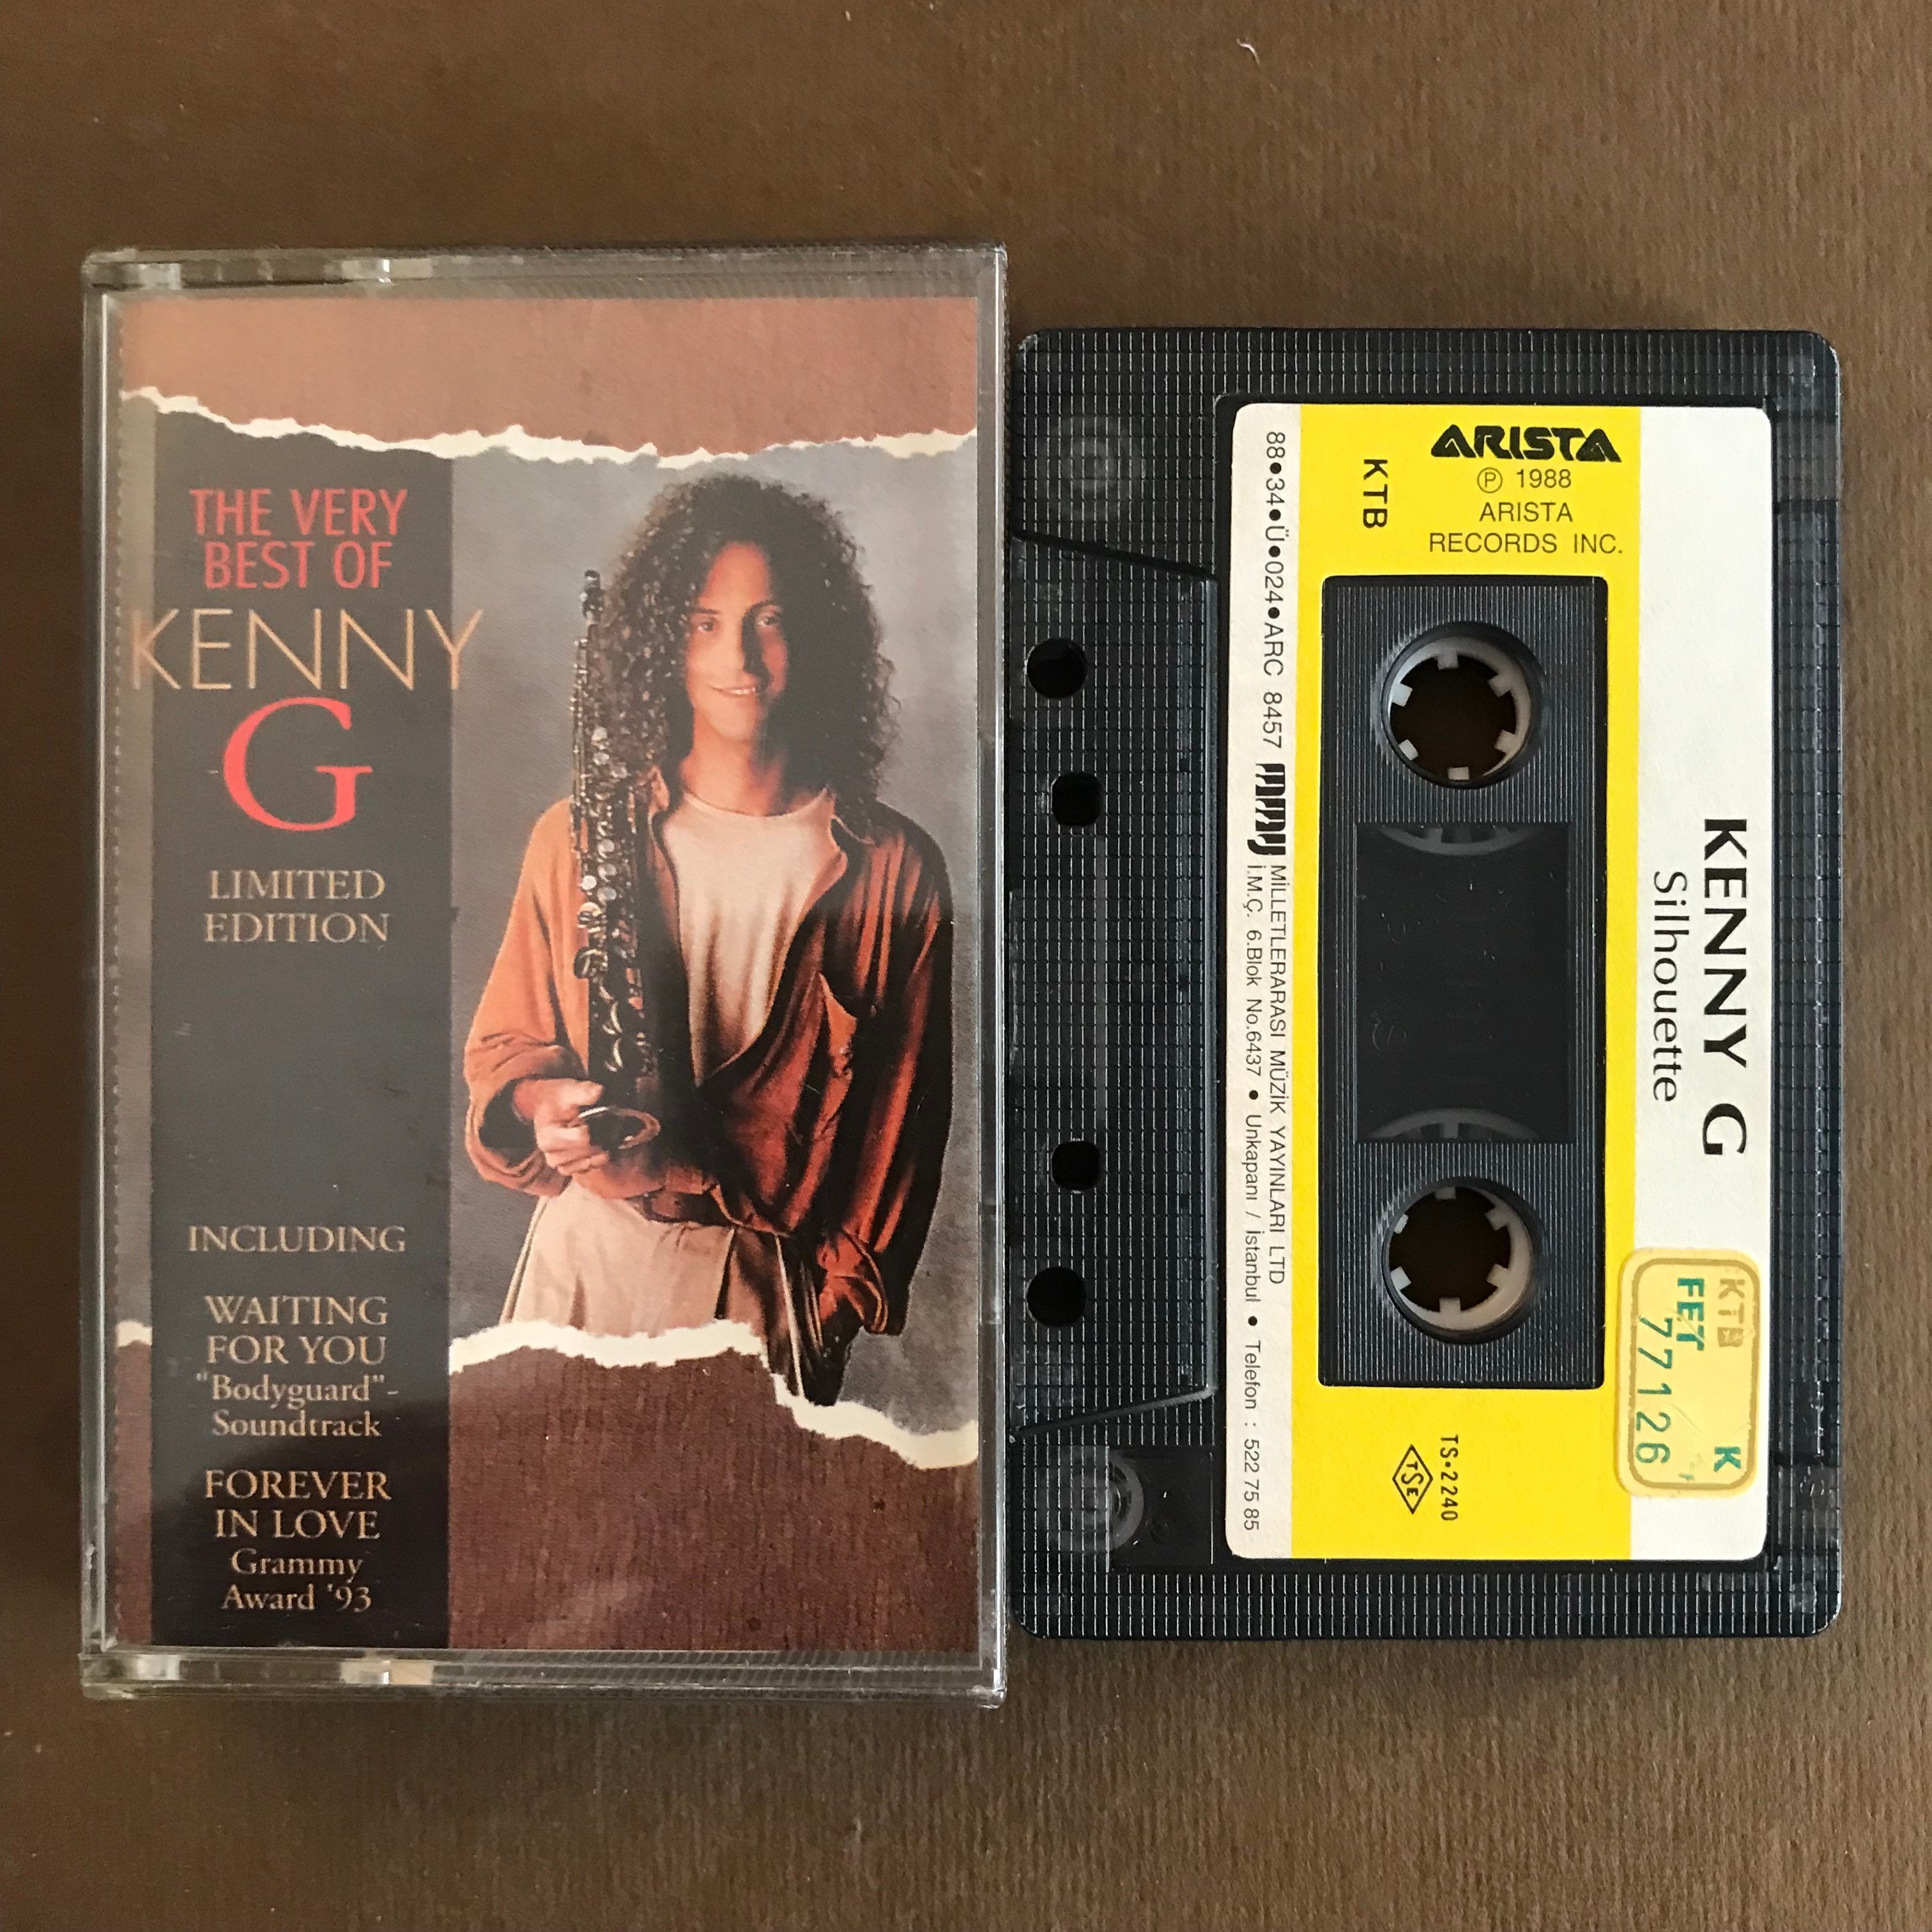 THE VERY
BEST OF
KENNY
G
LIMITED
EDITION
INCLUDING
WAITING
FOR YOU
"Bodyguard"-
Soundtrack
FOREVER
IN LOVE
Grammy
Award '93
ARISTA
℗ 1988
ARISTA
RECORDS INC.
KTB
KENNY G
Silhouette
88•34•Ü•024•ARC 8457
MİLLETLERARASI MÜZİK YAYINLARI LTD
İ.M.Ç. 6.Blok No.6437 • Unkapanı / İstanbul • Telefon : 522 75 85
TS•2240
TSE
KTB K
FET
77126